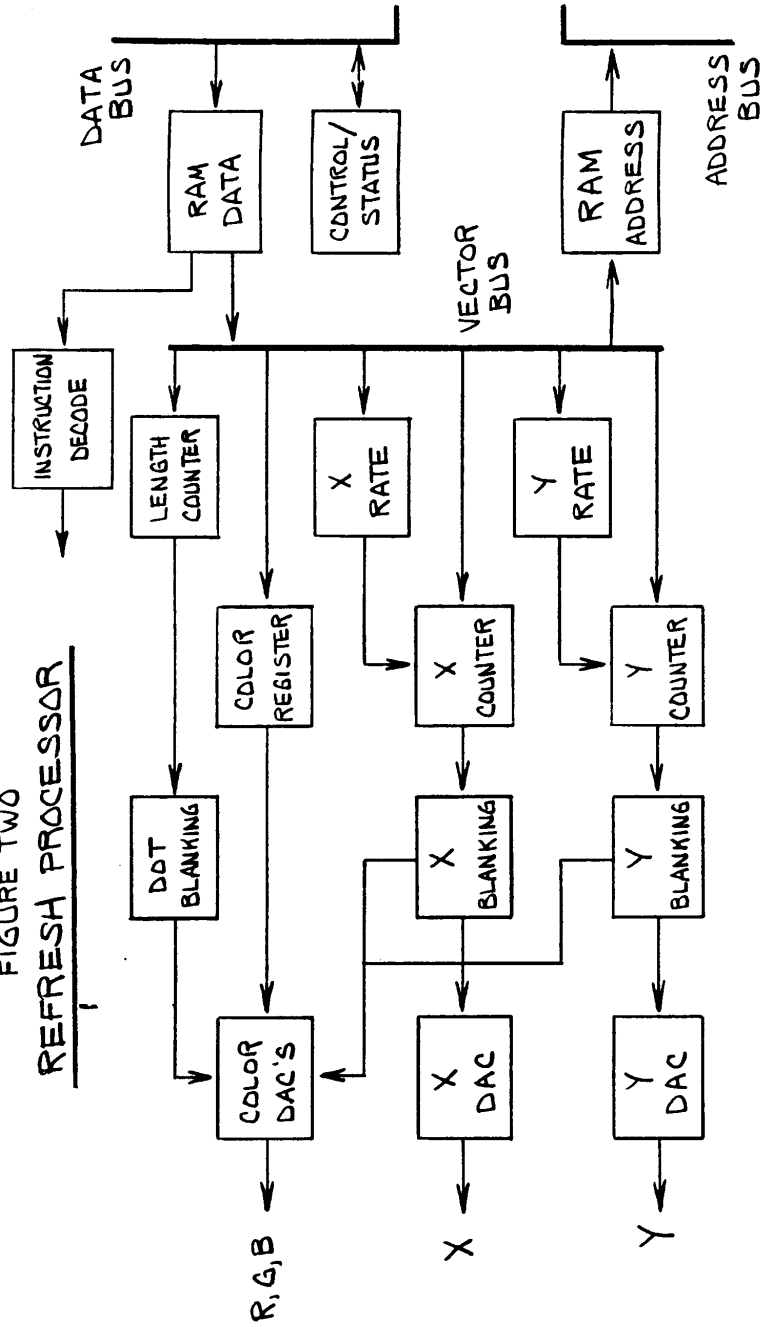 FIGURE TWO
REFRESH PROCESSOR
INSTRUCTION
DECODE
DATA
BUS
RAM
DATA
LENGTH
COUNTER
DOT
BLANKING
CONTROL/
STATUS
COLOR
REGISTER
COLOR
DAC'S
R,G,B
X
RATE
VECTOR
BUS
X
COUNTER
X
BLANKING
X
DAC
X
Y
RATE
RAM
ADDRESS
Y
COUNTER
Y
BLANKING
Y
DAC
Y
ADDRESS
BUS